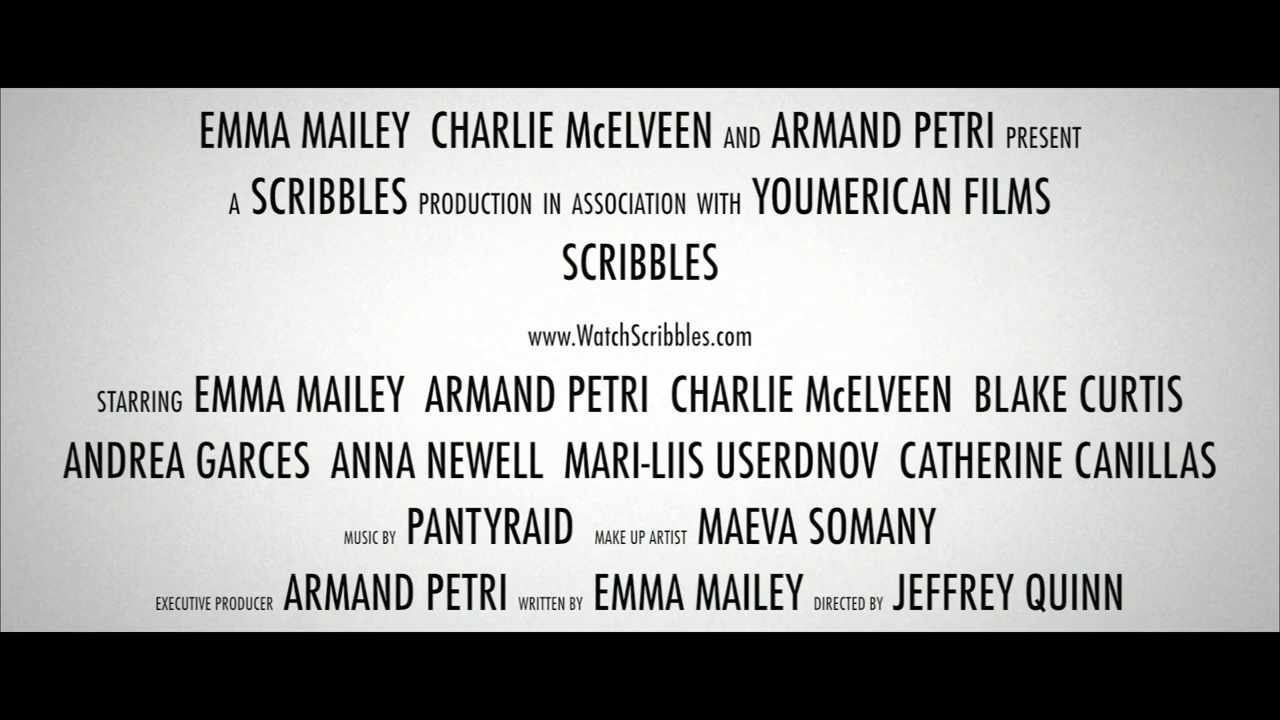 EMMA MAILEY CHARLIE McELVEEN AND ARMAND PETRI PRESENT
A SCRIBBLES PRODUCTION IN ASSOCIATION WITH YOUMERICAN FILMS
SCRIBBLES
www.WatchScribbles.com
STARRING EMMA MAILEY ARMAND PETRI CHARLIE McELVEEN BLAKE CURTIS
ANDREA GARCES ANNA NEWELL MARI-LIIS USERDNOV CATHERINE CANILLAS
MUSIC BY PANTYRAID MAKE UP ARTIST MAEVA SOMANY
EXECUTIVE PRODUCER ARMAND PETRI WRITTEN BY EMMA MAILEY DIRECTED BY JEFFREY QUINN